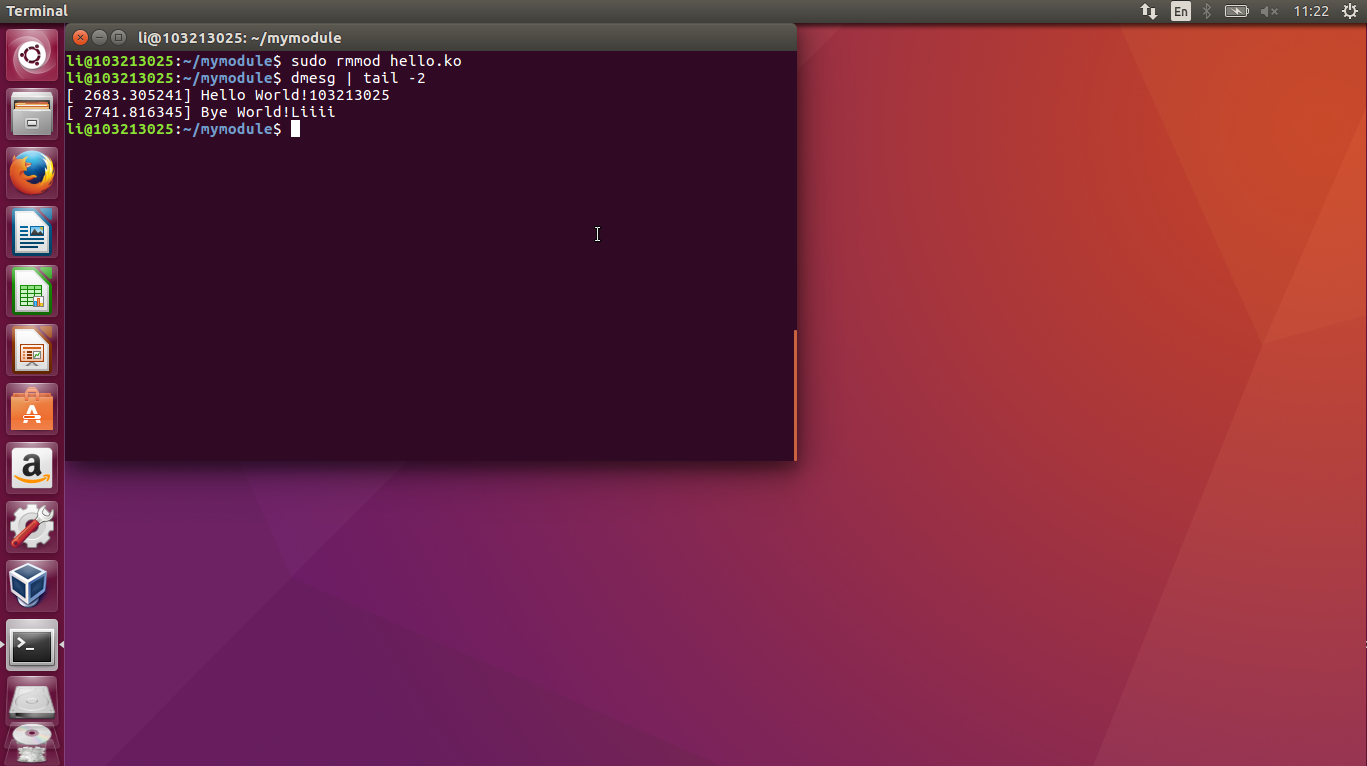 Terminal
En
11:22
li@103213025: ~/mymodule
li@103213025:~/mymodule$ sudo rmmod hello.ko
li@103213025:~/mymodule$ dmesg | tail -2
[ 2683.305241] Hello World!103213025
[ 2741.816345] Bye World!Liiii
li@103213025:~/mymodule$